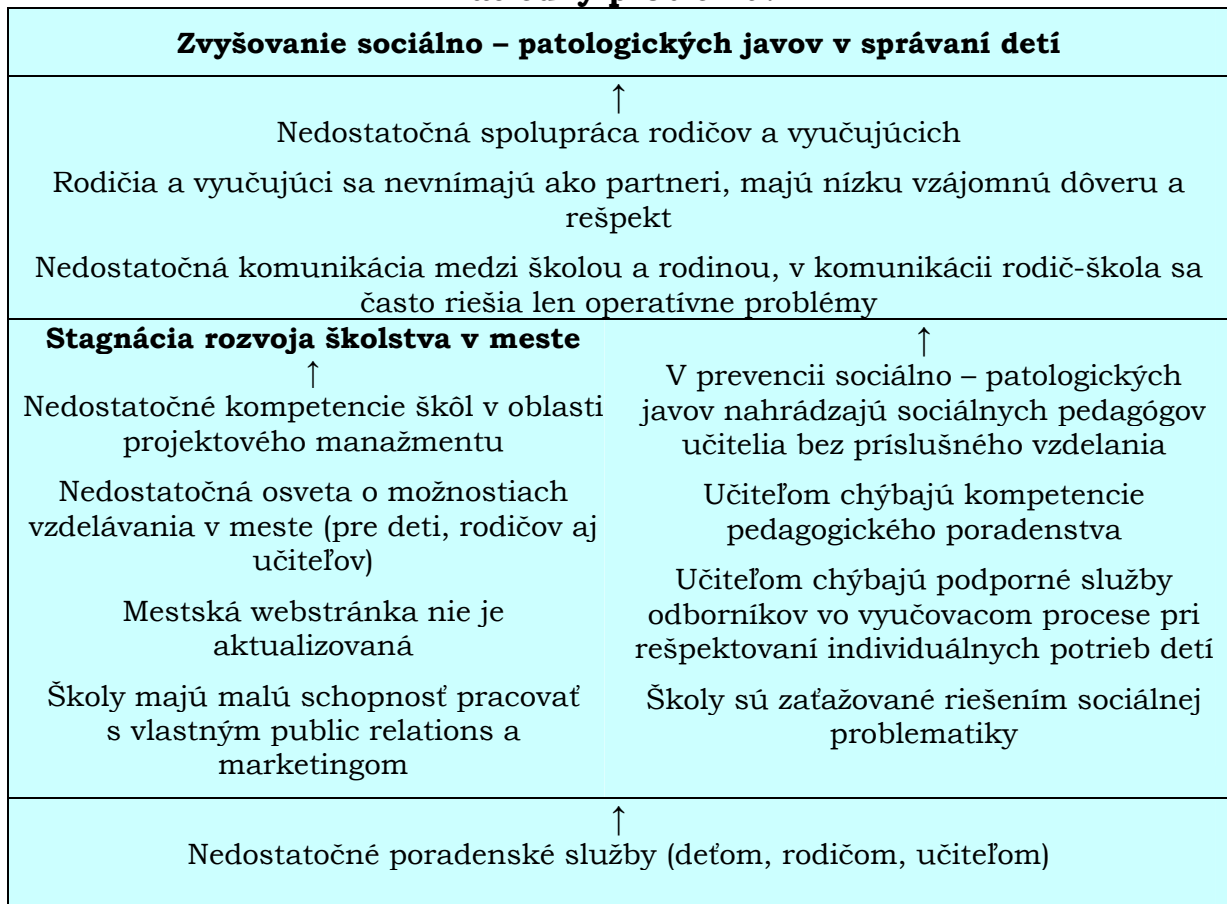 Zvyšovanie sociálno – patologických javov v správaní detí
↑
Nedostatočná spolupráca rodičov a vyučujúcich
Rodičia a vyučujúci sa nevnímajú ako partneri, majú nízku vzájomnú dôveru a
rešpekt
Nedostatočná komunikácia medzi školou a rodinou, v komunikácii rodič-škola sa
často riešia len operatívne problémy
Stagnácia rozvoja školstva v meste
↑
Nedostatočné kompetencie škôl v oblasti
projektového manažmentu
Nedostatočná osveta o možnostiach
vzdelávania v meste (pre deti, rodičov aj
učiteľov)
Mestská webstránka nie je
aktualizovaná
Školy majú malú schopnosť pracovať
s vlastným public relations a
marketingom
↑
V prevencii sociálno – patologických
javov nahrádzajú sociálnych pedagógov
učitelia bez príslušného vzdelania
Učiteľom chýbajú kompetencie
pedagogického poradenstva
Učiteľom chýbajú podporné služby
odborníkov vo vyučovacom procese pri
rešpektovaní individuálnych potrieb detí
Školy sú zaťažované riešením sociálnej
problematiky
↑
Nedostatočné poradenské služby (deťom, rodičom, učiteľom)